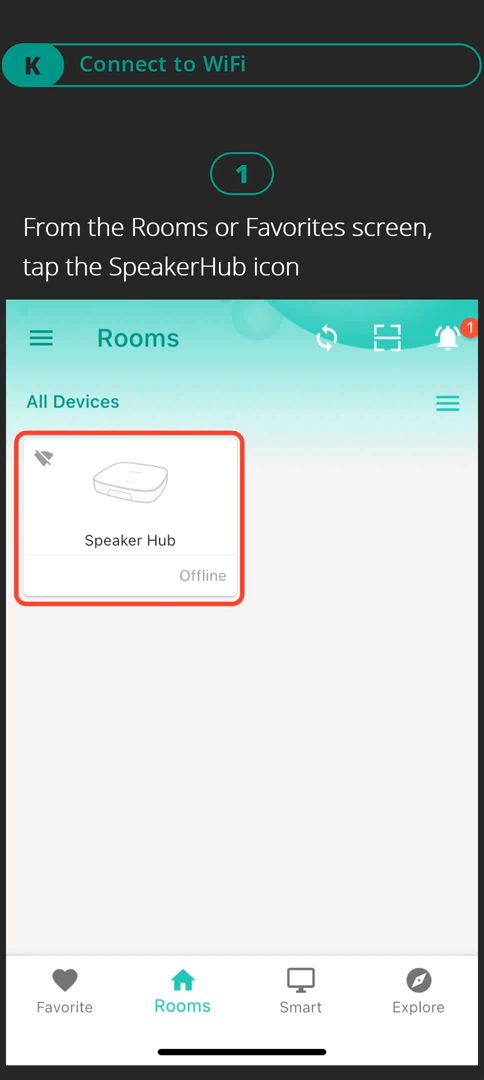 K Connect to WiFi
1
From the Rooms or Favorites screen,
tap the SpeakerHub icon
Rooms
1
All Devices
Speaker Hub
Offline
Favorite Rooms Smart Explore